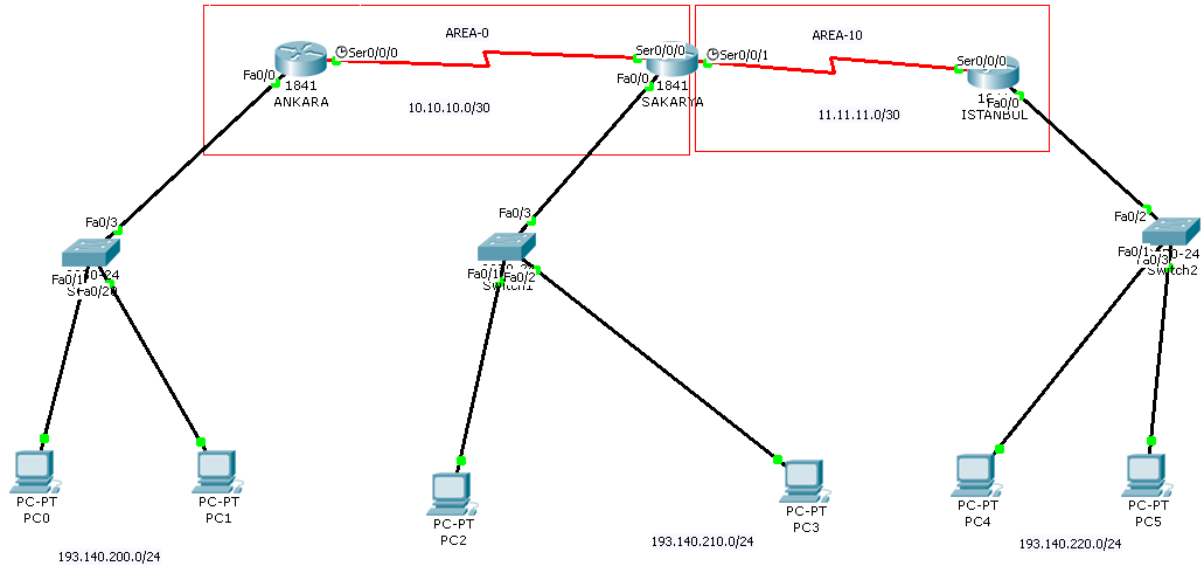 AREA-0
AREA-10
Ser0/0/0
Ser0/0/0
Ser0/0/1
Ser0/0/0
Fa0/0
1841
ANKARA
Fa0/0
1841
SAKARYA
Fa0/0
ISTANBUL
10.10.10.0/30
11.11.11.0/30
Fa0/3
Fa0/3
Fa0/2
Fa0/1
Fa0/1
Fa0/2
Switch1
Fa0/1
Switch2
PC-PT
PC0
PC-PT
PC1
PC-PT
PC2
PC-PT
PC3
PC-PT
PC4
PC-PT
PC5
193.140.200.0/24
193.140.210.0/24
193.140.220.0/24